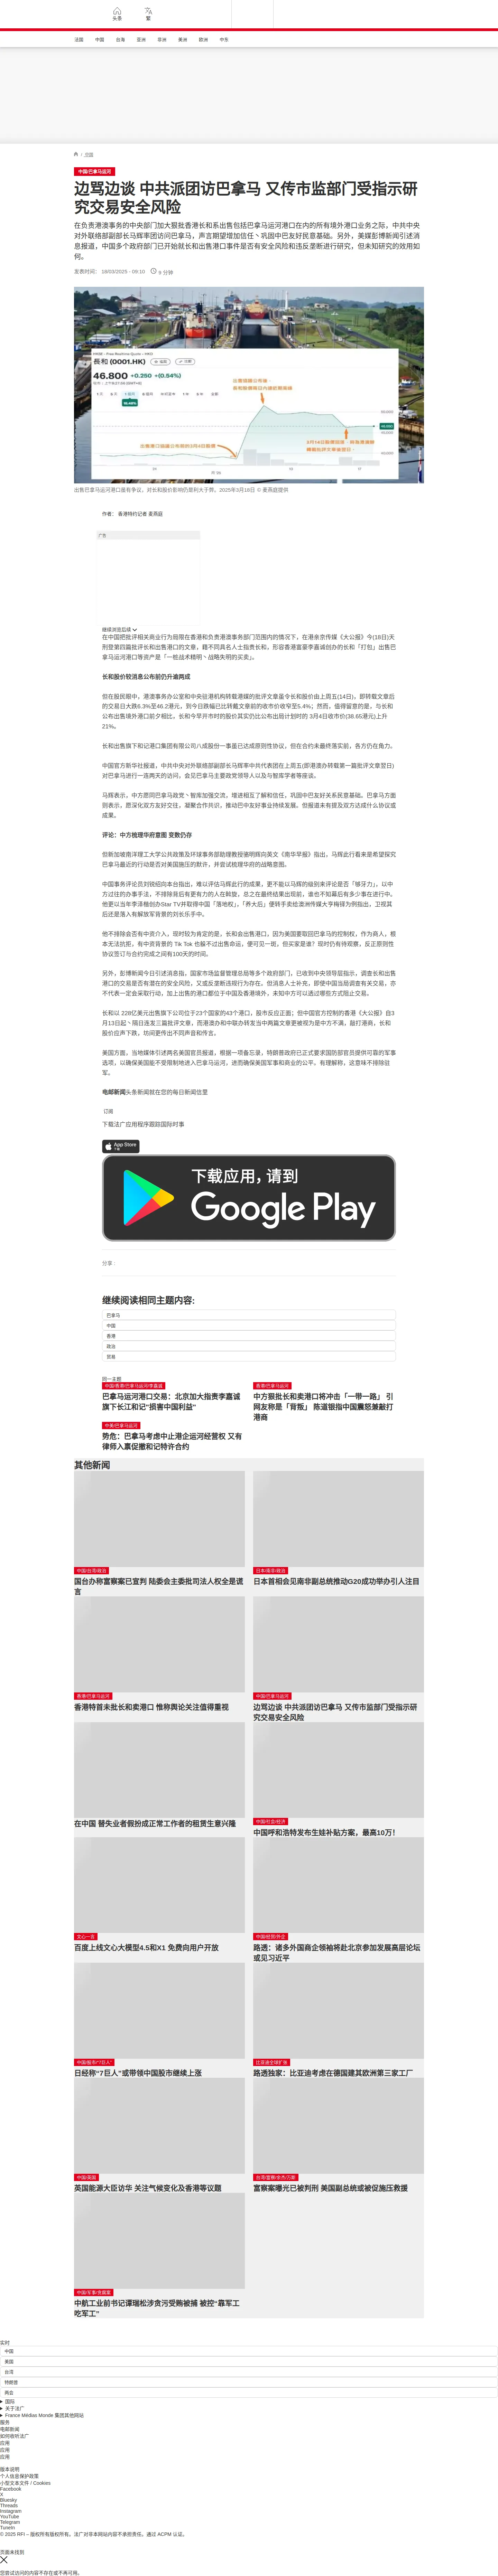 头条
繁
法国
中国
台海
亚洲
非洲
美洲
欧洲
中东
/ 中国
中国/巴拿马运河
边骂边谈 中共派团访巴拿马 又传市监部门受指示研
究交易安全风险
在负责港澳事务的中央部门加大狠批香港长和系出售包括巴拿马运河港口在内的所有境外港口业务之际，中共中央
对外联络部副部长马辉率团访问巴拿马，声言期望增加信任丶巩固中巴友好民意基础。另外，美媒彭博新闻引述消
息报道，中国多个政府部门已开始就长和出售港口事件是否有安全风险和违反垄断进行研究，但未知研究的效用如
何。
发表时间： 18/03/2025 - 09:10
9 分钟
長和 (0001.HK)
46.800 +0.250 (+0.54%)
出售巴拿马运河港口虽有争议，对长和股价影响仍是利大于弊。2025年3月18日 © 麦燕庭提供
作者： 香港特约记者 麦燕庭
广告
继续浏览后续
在中国把批评相关商业行为局限在香港和负责港澳事务部门范围内的情况下，在港亲京传媒《大公报》今(18日)天
刑登第四篇批评长和出售港口的文章，籍不同具名人士指责长和，形容香港富豪李嘉诚创办的长和「打包」出售巴
拿马运河港口等资产是「一桩战术精明丶战略失明的买卖」。
长和股价较消息公布前仍升逾两成
但在股民眼中，港澳事务办公室和中央驻港机构转载港媒的批评文章虽令长和股价由上周五(14日)，即转载文章后
的交易日大跌6.3%至46.2港元，到今日跌幅已比转载文章前的收市价收窄至5.4%；然而，值得留意的是，与长和
公布出售境外港口前夕相比，长和今早开市时的股价其实仍比公布出售前计划时的 3月4日收市价(38.65港元)上升
21%。
长和出售旗下和记港口集团有限公司八成股份一事虽已达成原则性协议，但在合约未最终落实前，各方仍在角力。
中国官方新华社报道，中共中央对外联络部副部长马辉率中共代表团在上周五(即港澳办转载第一篇批评文章翌日)
对巴拿马进行一连两天的访问，会见巴拿马主要政党领导人以及与智库学者等座谈。
马辉表示，中方愿同巴拿马政党丶智库加强交流，增进相互了解和信任，巩固中巴友好关系民意基础。巴拿马方面
则表示，愿深化双方友好交往，凝聚合作共识，推动巴中友好事业持续发展。但报道未有提及双方达成什么协议或
成果。
评论：中方梳理华府意图 变数仍存
但新加坡南洋理工大学公共政策及环球事务部助理教授骆明辉向英文《南华早报》指出，马辉此行看来是希望探究
巴拿马最近的行动是否对美国施压的默许，并尝试梳理华府的战略意图。
中国事务评论员刘锐绍向本台指出，难以评估马辉此行的成果，更不能以马辉的级别来评论是否「够牙力」，以中
方过往的办事手法，不排除背后有更有力的人在斡旋，总之在最终结果出现前，谁也不知最后有多少事在进行中。
他更以当年李泽楷创办Star TV并取得中国「落地权」，「养大后」便转手卖给澳洲传媒大亨梅铎为例指出，卫视其
后还是落入有解放军背景的刘长乐手中。
他不排除会否有中资介入，现时较为肯定的是，长和会出售港口，因为美国要取回巴拿马的控制权，作为商人，根
本无法抗拒，有中资背景的 Tik Tok 也躲不过出售命运，便可见一斑，但买家是谁？现时仍有待观察，反正原则性
协议签订与合约完成之间有100天的时间。
另外，彭博新闻今日引述消息指，国家市场监督管理总局等多个政府部门，已收到中央领导层指示，调查长和出售
港口的交易是否有潜在的安全风险，又或反垄断违规行为存在。但消息人士补充，即使中国当局调查有关交易，亦
不代表一定会采取行动，加上出售的港口都位于中国及香港境外，未知中方可以透过哪些方式阻止交易。
长和以 228亿美元出售旗下公司位于23个国家的43个港口，股市反应正面；但中国官方控制的香港《大公报》自3
月13日起丶隔日连发三篇批评文章，而港澳办和中联办转发当中两篇文章更被视为是中方不满，敲打港商，长和
股价应声下跌，坊间更传出不同声音和传言。
美国方面，当地媒体引述两名美国官员报道，根据一项备忘录，特朗普政府已正式要求国防部官员提供可靠的军事
选项，以确保美国能不受限制地进入巴拿马运河，进而确保美国军事和商业的公平。有理解称，这意味不排除驻
军。
电邮新闻头条新闻就在您的每日新闻信里
订阅
下载法广应用程序跟踪国际时事
App Store
下载
下载应用，请到
Google Play
分享 :
继续阅读相同主题内容:
巴拿马
中国
香港
政治
贸易
同一主题
中国/香港/巴拿马运河/李嘉诚
巴拿马运河港口交易：北京加大指责李嘉诚
旗下长江和记“损害中国利益”
香港/巴拿马运河
中方狠批长和卖港口将冲击「一带一路」 引
网友称是「背叛」 陈道银指中国震怒兼敲打
港商
中美/巴拿马运河
势危：巴拿马考虑中止港企运河经营权 又有
律师入禀促撤和记特许合约
其他新闻
中国/台湾/政治
国台办称富察案已宣判 陆委会主委批司法人权全是谎
言
日本/南非/政治
日本首相会见南非副总统推动G20成功举办引人注目
香港/巴拿马运河
香港特首未批长和卖港口 惟称舆论关注值得重视
中国/巴拿马运河
边骂边谈 中共派团访巴拿马 又传市监部门受指示研
究交易安全风险
在中国 替失业者假扮成正常工作者的租赁生意兴隆
中国/社会/经济
中国呼和浩特发布生娃补贴方案，最高10万！
文心一言
百度上线文心大模型4.5和X1 免费向用户开放
中国/经贸/外企
路透：诸多外国商企领袖将赴北京参加发展高层论坛
或见习近平
中国/股市/“7巨人”
日经称“7巨人”或带领中国股市继续上涨
比亚迪全球扩张
路透独家：比亚迪考虑在德国建其欧洲第三家工厂
中国/英国
英国能源大臣访华 关注气候变化及香港等议题
台湾/富察/余杰/万斯
富察案曝光已被判刑 美国副总统或被促施压救援
中国/军事/贪腐案
中航工业前书记谭瑞松涉贪污受贿被捕 被控“靠军工
吃军工”
实时
中国
美国
台湾
特朗普
两会
国际
关于法广
France Médias Monde 集团其他网站
服务
电邮新闻
如何收听法广
应用
应用
应用
版本说明
个人信息保护政策
小型文本文件 / Cookies
Facebook
X
Bluesky
Threads
Instagram
YouTube
Telegram
TuneIn
© 2025 RFI – 版权所有版权所有。法广对非本网站内容不承担责任。通过 ACPM 认证。
页面未找到
您尝试访问的内容不存在或不再可用。